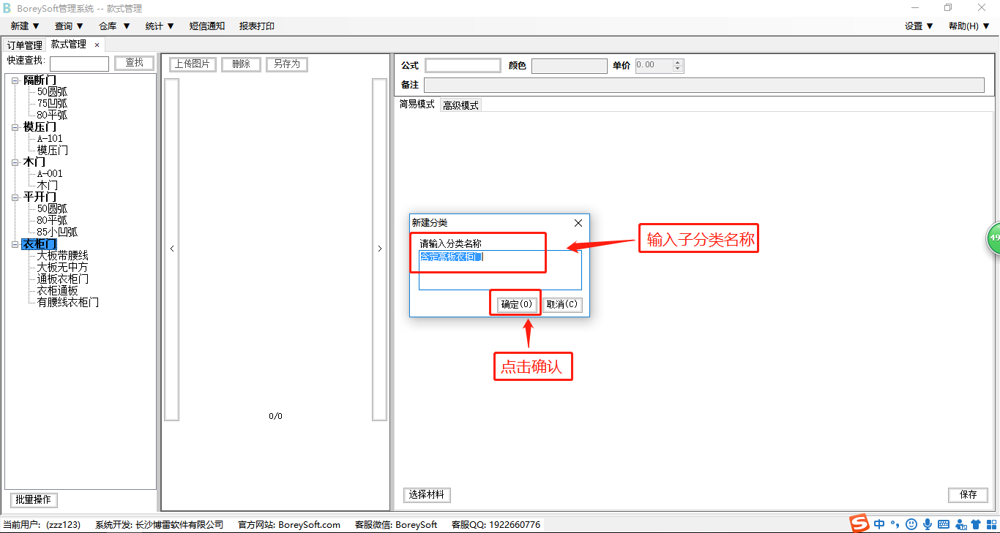 BoreySoft管理系统 -- 款式管理
新建 ▼ 查询 ▼ 仓库 ▼ 统计 ▼ 短信通知 报表打印 设置 ▼ 帮助(H) ▼
订单管理 款式管理 ×
快速查找: 查找
隔断门
50圆弧
75凹弧
80平弧
模压门
A-101
模压门
木门
A-001
木门
平开门
50圆弧
80平弧
85小凹弧
衣柜门
大板带腰线
大板无中方
通板衣柜门
衣柜通板
有腰线衣柜门
批量操作
上传图片 删除 另存为
< >
0/0
公式 颜色 单价 0.00
备注
简易模式 高级模式
新建分类
请输入分类名称
含定高板衣柜门
确定(O) 取消(C)
输入子分类名称
点击确认
选择材料 保存
49
当前用户: (zzz123) 系统开发: 长沙博雷软件有限公司 官方网站: BoreySoft.com 客服微信: BoreySoft 客服QQ: 1922660776
中